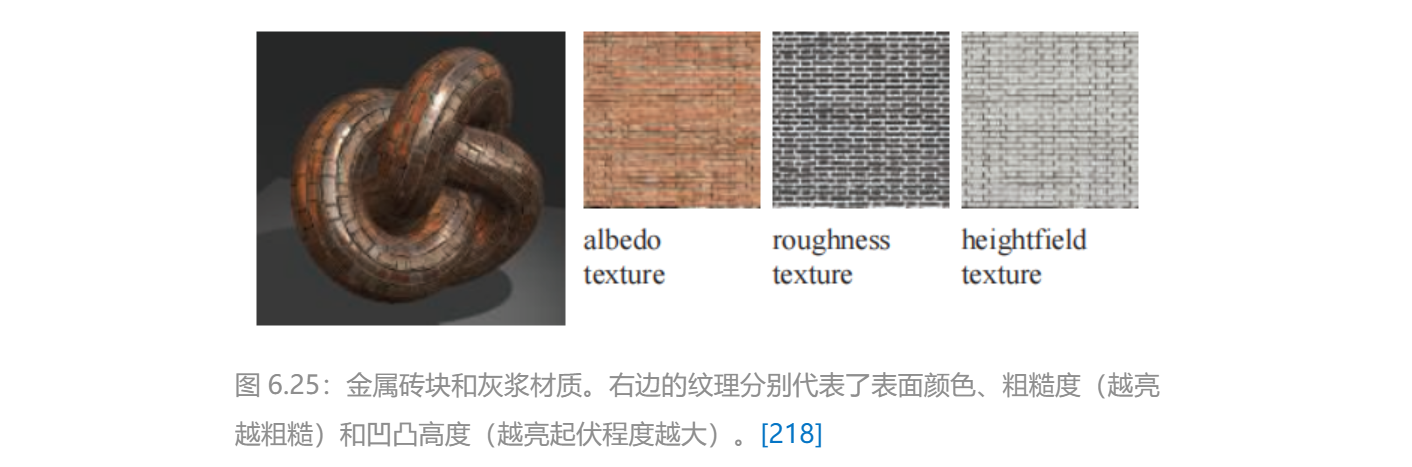 albedo texture
roughness texture
heightfield texture
图 6.25：金属砖块和灰浆材质。右边的纹理分别代表了表面颜色、粗糙度（越亮
越粗糙）和凹凸高度（越亮起伏程度越大）。[218]